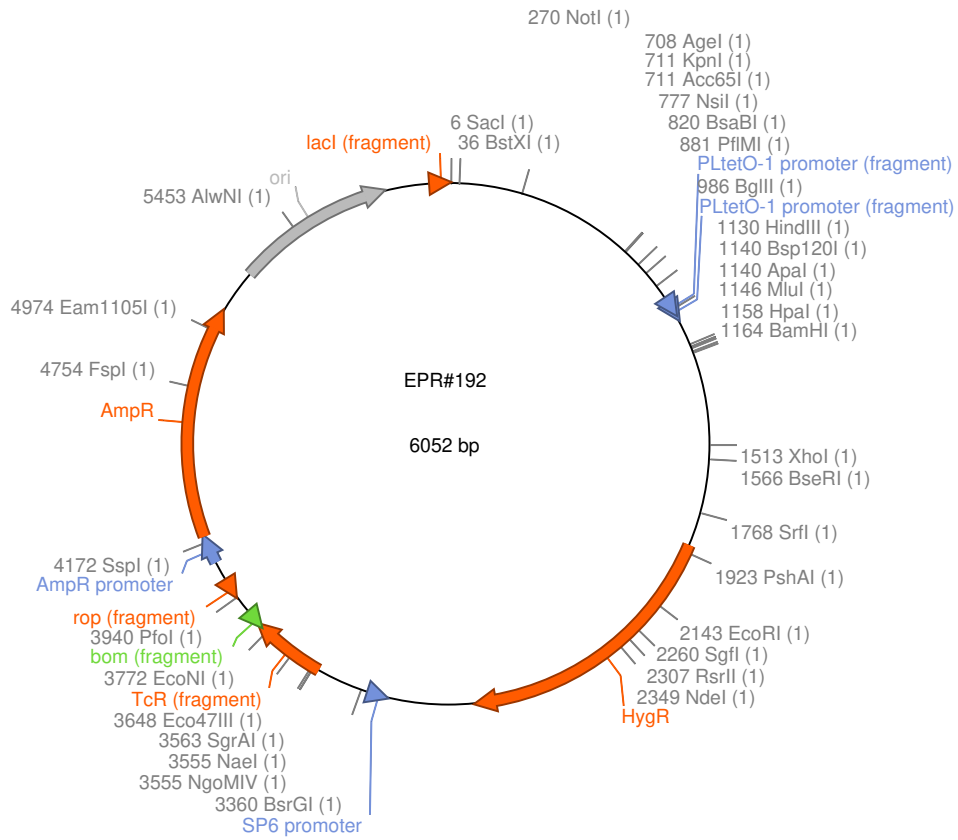 270 NotI (1)
708 AgeI (1)
711 KpnI (1)
711 Acc65I (1)
777 NsiI (1)
820 BsaBI (1)
881 PflMI (1)
PLtetO-1 promoter (fragment)
986 BglII (1)
PLtetO-1 promoter (fragment)
1130 HindIII (1)
1140 Bsp120I (1)
1140 ApaI (1)
1146 MluI (1)
1158 HpaI (1)
1164 BamHI (1)
6 SacI (1)
36 BstXI (1)
lacI (fragment)
ori
5453 AlwNI (1)
4974 Eam1105I (1)
4754 FspI (1)
AmpR
EPR#192
6052 bp
1513 XhoI (1)
1566 BseRI (1)
1768 SrfI (1)
1923 PshAI (1)
2143 EcoRI (1)
2260 SgfI (1)
2307 RsrII (1)
2349 NdeI (1)
HygR
4172 SspI (1)
AmpR promoter
rop (fragment)
3940 PfoI (1)
bom (fragment)
3772 EcoNI (1)
TcR (fragment)
3648 Eco47III (1)
3563 SgrAI (1)
3555 NaeI (1)
3555 NgoMIV (1)
3360 BsrGI (1)
SP6 promoter